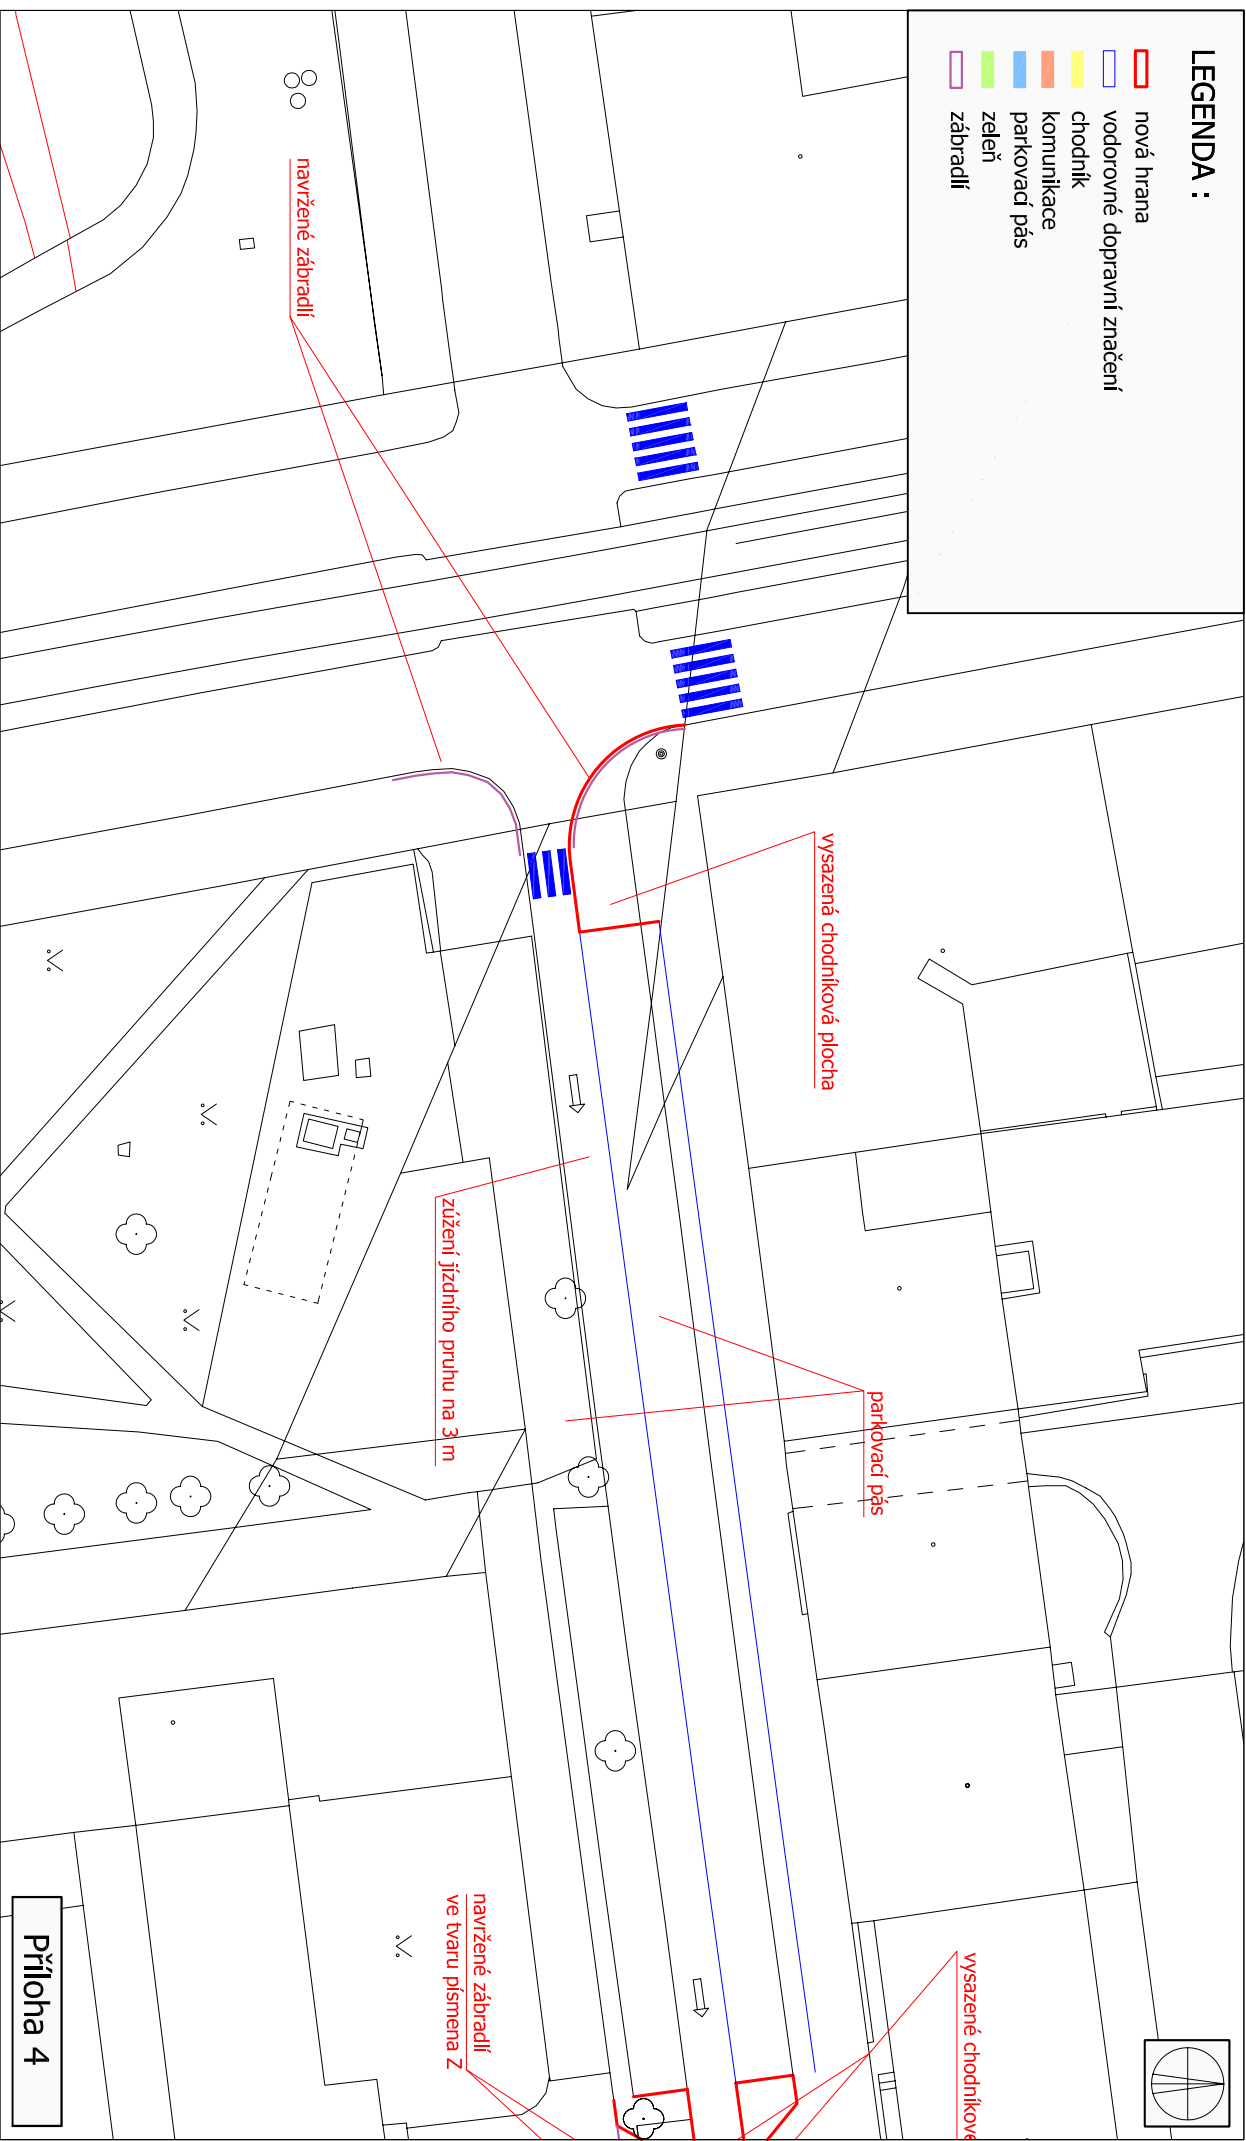 LEGENDA :
nová hrana
vodorovné dopravní značení
chodník
komunikace
parkovací pás
zeleň
zábradlí
navržené zábradlí
vysazená chodníková plocha
zúžení jízdního pruhu na 3 m
parkovací pás
navržené zábradlí
ve tvaru písmena Z
vysazené chodníkové
Příloha 4